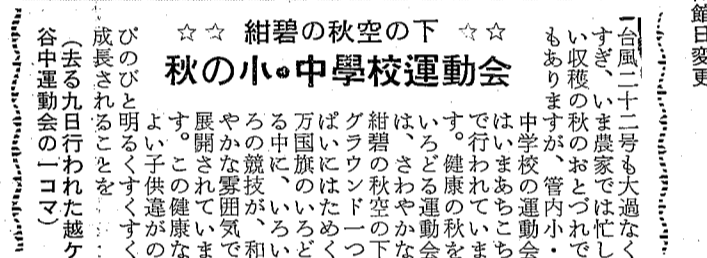 館日変更
☆☆ 紺碧の秋空の下 ☆☆
秋の小・中學校運動会
台風二十二号も大過なく
すぎ、いま農家では忙し
い収穫の秋のおとづれで
もありますが、管内小・
中学校の運動会
はいまあちこち
で行われていま
す。健康の秋を
いろどる運動会
は、さわやかな
紺碧の秋空の下
グラウンド一つ
ぱいにはためく
万国旗のいろど
る中に、いろい
ろの競技が、和
やかな雰囲気で
展開されていま
す。この健康な
よい子供達がの
びのびと明るくすくすく
成長されることを……
(去る九日行われた越ケ
谷中運動会の一コマ)